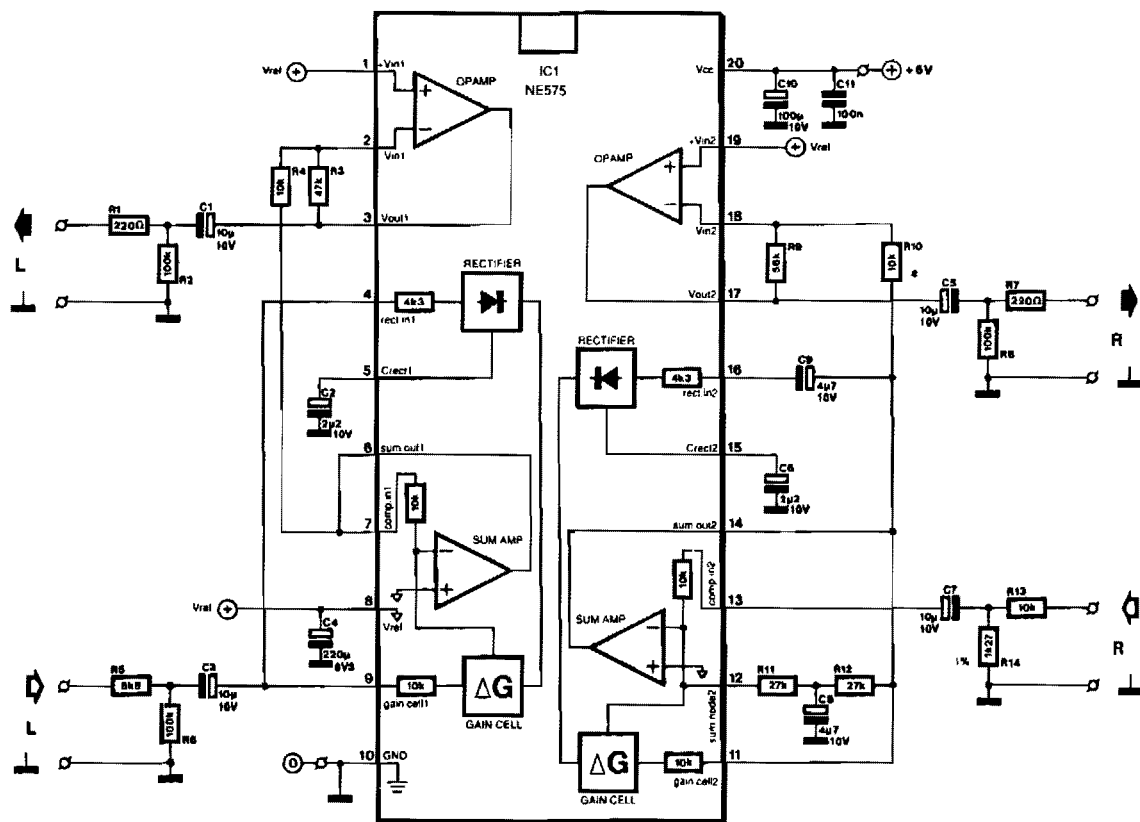 IC1
NE575
1
+Vin1
Vref
OPAMP
2
Vin1
R4
10k
R3
47k
3
Vout1
R1
220Ω
C1
10µ
16V
100k
R2
L
RECTIFIER
4
4k3
rect.in1
5
Crect1
C2
2µ2
10V
6
sum out1
comp.in1
10k
7
SUM AMP
Vref
8
Vref
C4
220µ
6V3
R5
C3
10µ
16V
9
10k
gain cell1
ΔG
GAIN CELL
L
100k
R6
0
10
GND
Vcc
20
+6V
C10
100µ
10V
C11
100n
+Vin2
19
Vref
OPAMP
Vin2
18
R9
56k
R10
10k
Vout2
17
C5
10µ
10V
R7
220Ω
100k
R
RECTIFIER
16
4k3
rect.in2
C9
4µ7
10V
Crect2
15
C6
2µ2
10V
sum out2
14
10k
comp.in2
13
C7
10µ
10V
R13
10k
1%
1k27
R14
R
SUM AMP
12
sum node2
R11
27k
R12
27k
C8
4µ7
10V
11
ΔG
10k
gain cell2
GAIN CELL